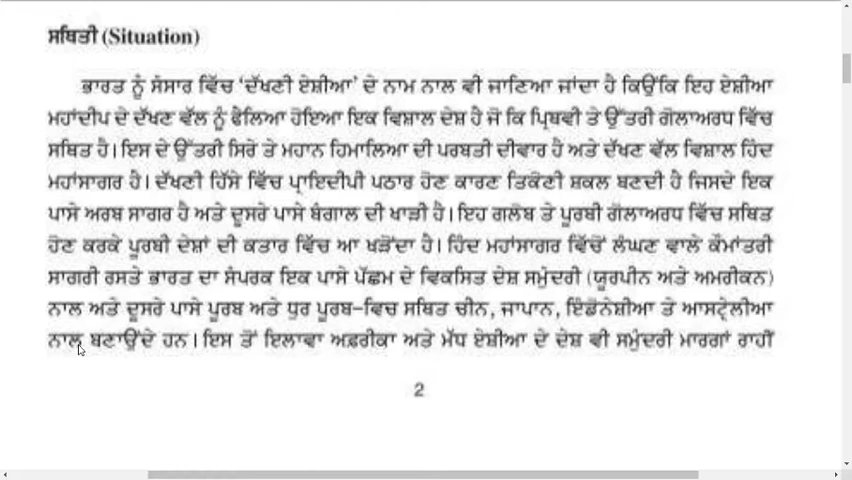 ਸਥਿਤੀ (Situation)
ਭਾਰਤ ਨੂੰ ਸੰਸਾਰ ਵਿੱਚ ‘ਦੱਖਣੀ ਏਸ਼ੀਆ’ ਦੇ ਨਾਮ ਨਾਲ ਵੀ ਜਾਣਿਆ ਜਾਂਦਾ ਹੈ ਕਿਉਂਕਿ ਇਹ ਏਸ਼ੀਆ
ਮਹਾਂਦੀਪ ਦੇ ਦੱਖਣ ਵੱਲ ਨੂੰ ਫੈਲਿਆ ਹੋਇਆ ਇਕ ਵਿਸ਼ਾਲ ਦੇਸ਼ ਹੈ ਜੋ ਕਿ ਪ੍ਰਿਥਵੀ ਤੇ ਉੱਤਰੀ ਗੋਲਾਅਰਧ ਵਿੱਚ
ਸਥਿਤ ਹੈ। ਇਸ ਦੇ ਉੱਤਰੀ ਸਿਰੇ ਤੇ ਮਹਾਨ ਹਿਮਾਲਿਆ ਦੀ ਪਰਬਤੀ ਦੀਵਾਰ ਹੈ ਅਤੇ ਦੱਖਣ ਵੱਲ ਵਿਸ਼ਾਲ ਹਿੰਦ
ਮਹਾਂਸਾਗਰ ਹੈ। ਦੱਖਣੀ ਹਿੱਸੇ ਵਿੱਚ ਪ੍ਰਾਇਦੀਪੀ ਪਠਾਰ ਹੋਣ ਕਾਰਣ ਤਿਕੋਣੀ ਸ਼ਕਲ ਬਣਦੀ ਹੈ ਜਿਸਦੇ ਇਕ
ਪਾਸੇ ਅਰਬ ਸਾਗਰ ਹੈ ਅਤੇ ਦੂਸਰੇ ਪਾਸੇ ਬੰਗਾਲ ਦੀ ਖਾੜੀ ਹੈ। ਇਹ ਗਲੋਬ ਤੇ ਪੂਰਬੀ ਗੋਲਾਅਰਧ ਵਿੱਚ ਸਥਿਤ
ਹੋਣ ਕਰਕੇ ਪੂਰਬੀ ਦੇਸ਼ਾਂ ਦੀ ਕਤਾਰ ਵਿੱਚ ਆ ਖੜੋਂਦਾ ਹੈ। ਹਿੰਦ ਮਹਾਂਸਾਗਰ ਵਿੱਚੋਂ ਲੰਘਣ ਵਾਲੇ ਕੌਮਾਂਤਰੀ
ਸਾਗਰੀ ਰਸਤੇ ਭਾਰਤ ਦਾ ਸੰਪਰਕ ਇਕ ਪਾਸੇ ਪੱਛਮ ਦੇ ਵਿਕਸਿਤ ਦੇਸ਼ ਸਮੁੰਦਰੀ (ਯੂਰਪੀਨ ਅਤੇ ਅਮਰੀਕਨ)
ਨਾਲ ਅਤੇ ਦੂਸਰੇ ਪਾਸੇ ਪੂਰਬ ਅਤੇ ਧੁਰ ਪੂਰਬ-ਵਿਚ ਸਥਿਤ ਚੀਨ, ਜਾਪਾਨ, ਇੰਡੋਨੇਸ਼ੀਆ ਤੇ ਆਸਟ੍ਰੇਲੀਆ
ਨਾਲ ਬਣਾਉਂਦੇ ਹਨ। ਇਸ ਤੋਂ ਇਲਾਵਾ ਅਫ਼ਰੀਕਾ ਅਤੇ ਮੱਧ ਏਸ਼ੀਆ ਦੇ ਦੇਸ਼ ਵੀ ਸਮੁੰਦਰੀ ਮਾਰਗਾਂ ਰਾਹੀਂ
2